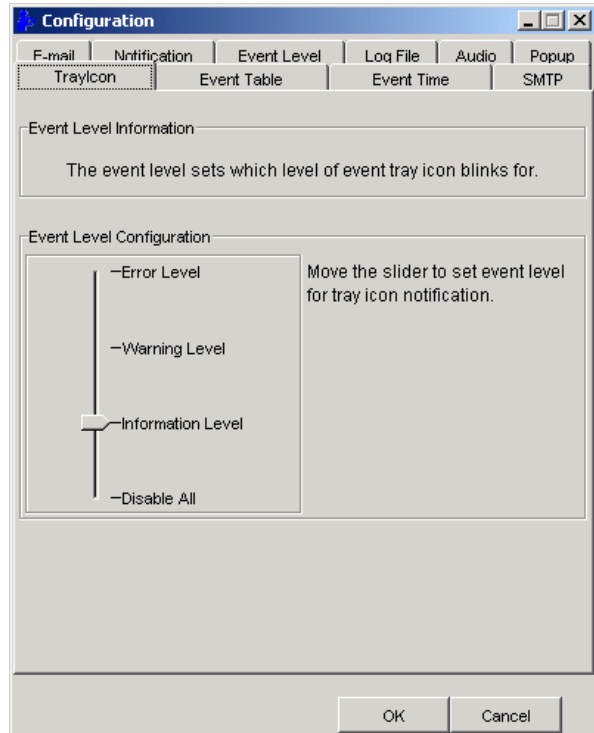 Configuration
E-mail Notification Event Level Log File Audio Popup
TrayIcon Event Table Event Time SMTP
Event Level Information
The event level sets which level of event tray icon blinks for.
Event Level Configuration
Error Level
Move the slider to set event level
for tray icon notification.
Warning Level
Information Level
Disable All
OK Cancel